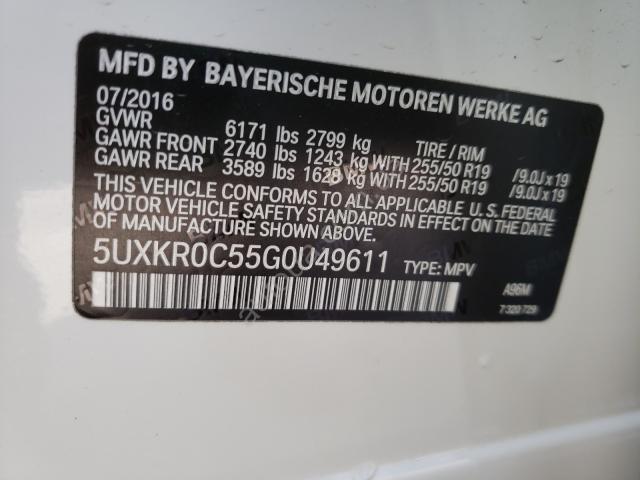 MFD BY BAYERISCHE MOTOREN WERKE AG
07/2016
GVWR 6171 lbs 2799 kg TIRE / RIM
GAWR FRONT 2740 lbs 1243 kg WITH 255/50 R19 /9.0J x 19
GAWR REAR 3589 lbs 1628 kg WITH 255/50 R19 /9.0J x 19
THIS VEHICLE CONFORMS TO ALL APPLICABLE, U.S. FEDERAL
MOTOR VEHICLE SAFETY STANDARDS IN EFFECT ON THE DATE
OF MANUFACTURE SHOWN ABOVE.
5UXKR0C55G0U49611 TYPE: MPV
A96M
7 320 729